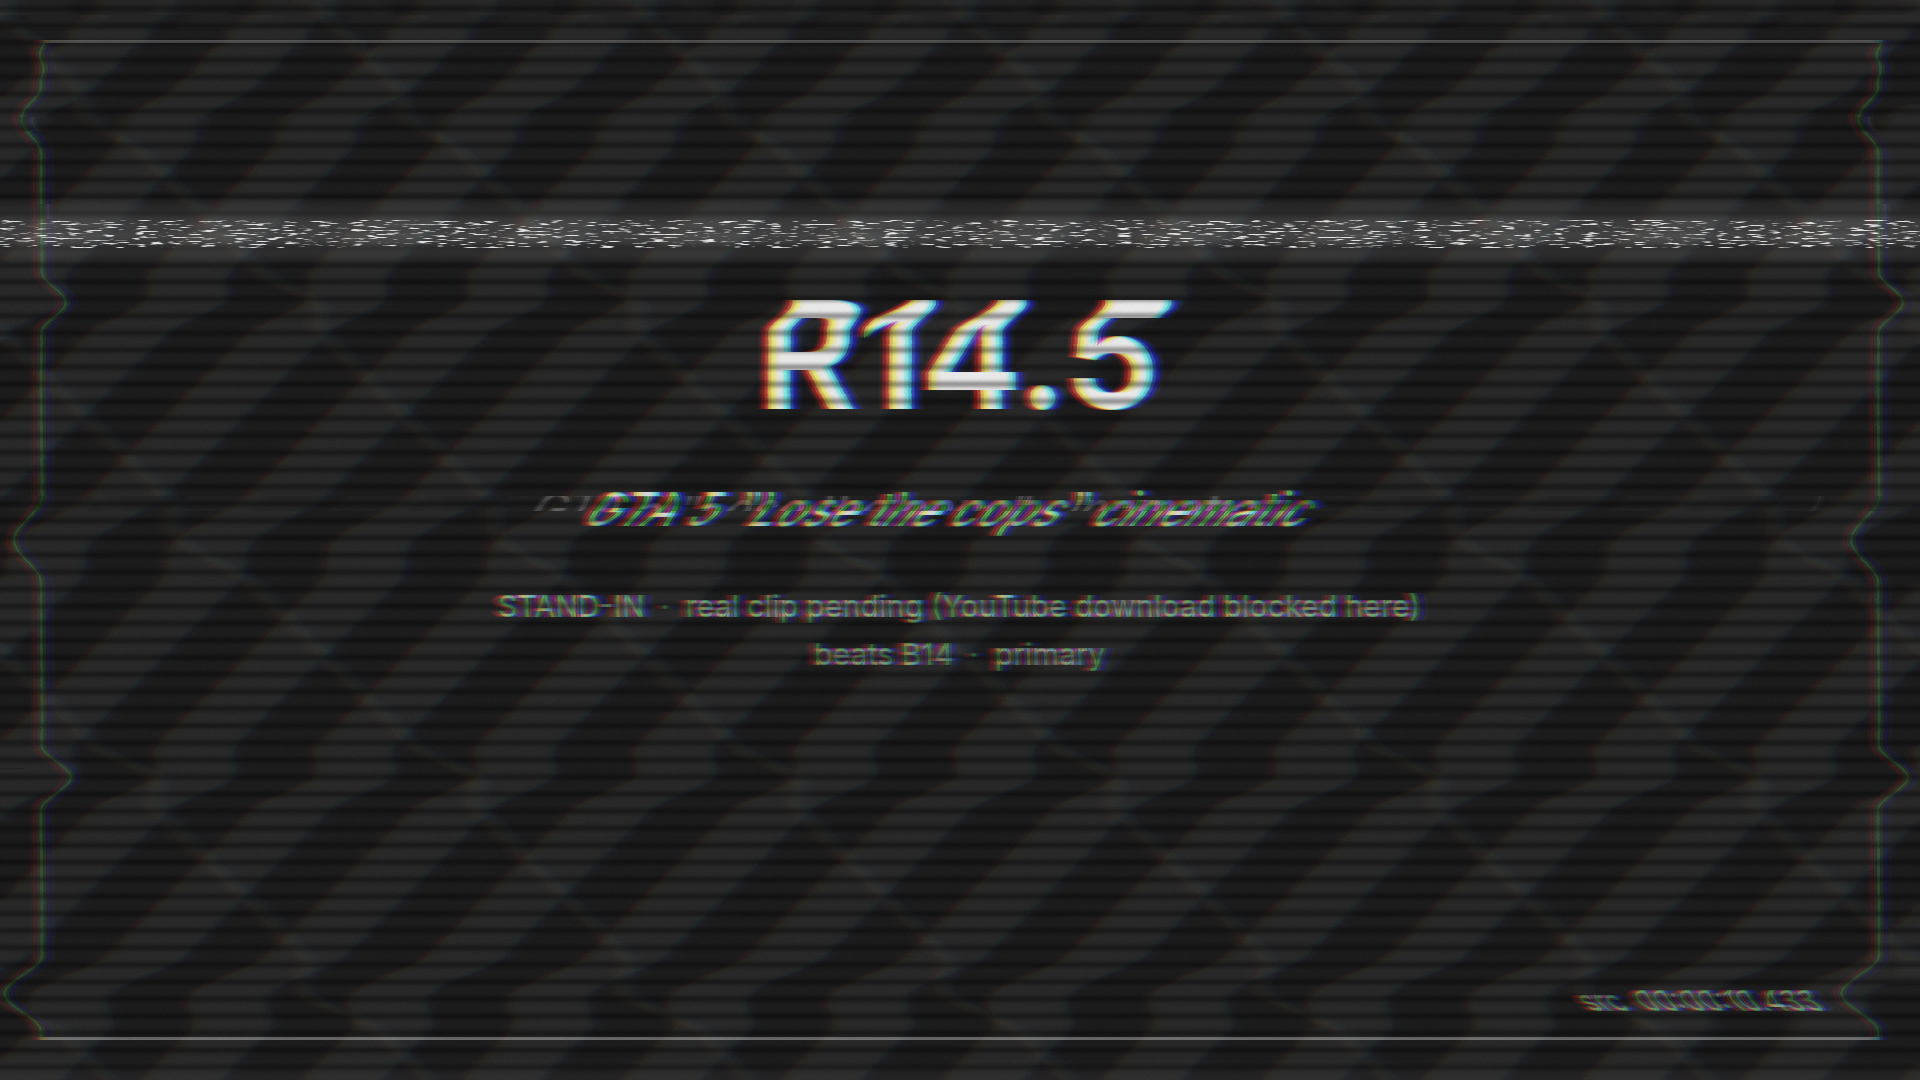 R14.5
GTA 5 "Lose the cops" cinematic
STAND-IN · real clip pending (YouTube download blocked here)
beats B14 · primary
src 00:00:10.433